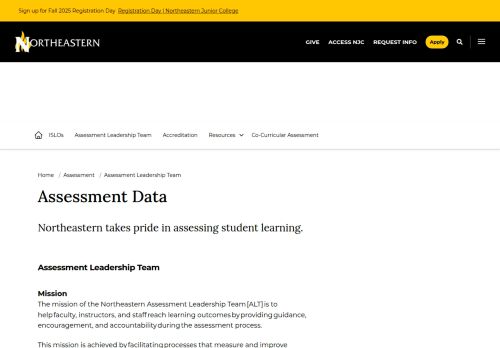 Sign up for Fall 2025 Registration Day Registration Day | Northeastern Junior College
NORTHEASTERN
GIVE ACCESS NJC REQUEST INFO Apply
ISLOs Assessment Leadership Team Accreditation Resources Co-Curricular Assessment
Home / Assessment / Assessment Leadership Team
Assessment Data
Northeastern takes pride in assessing student learning.
Assessment Leadership Team
Mission
The mission of the Northeastern Assessment Leadership Team [ALT] is to
help faculty, instructors, and staff reach learning outcomes by providing guidance,
encouragement, and accountability during the assessment process.
This mission is achieved by facilitating processes that measure and improve